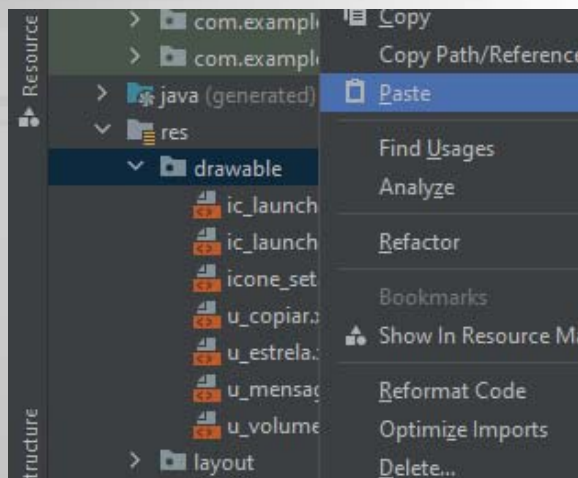 Resource
com.exampl
com.exampl
java (generated)
res
drawable
ic_launch
ic_launch
icone_set
u_copiar.x
u_estrela.
u_mensag
u_volume
layout
tructure
Copy
Copy Path/Reference
Paste
Find Usages
Analyze
Refactor
Bookmarks
Show In Resource Ma
Reformat Code
Optimize Imports
Delete...